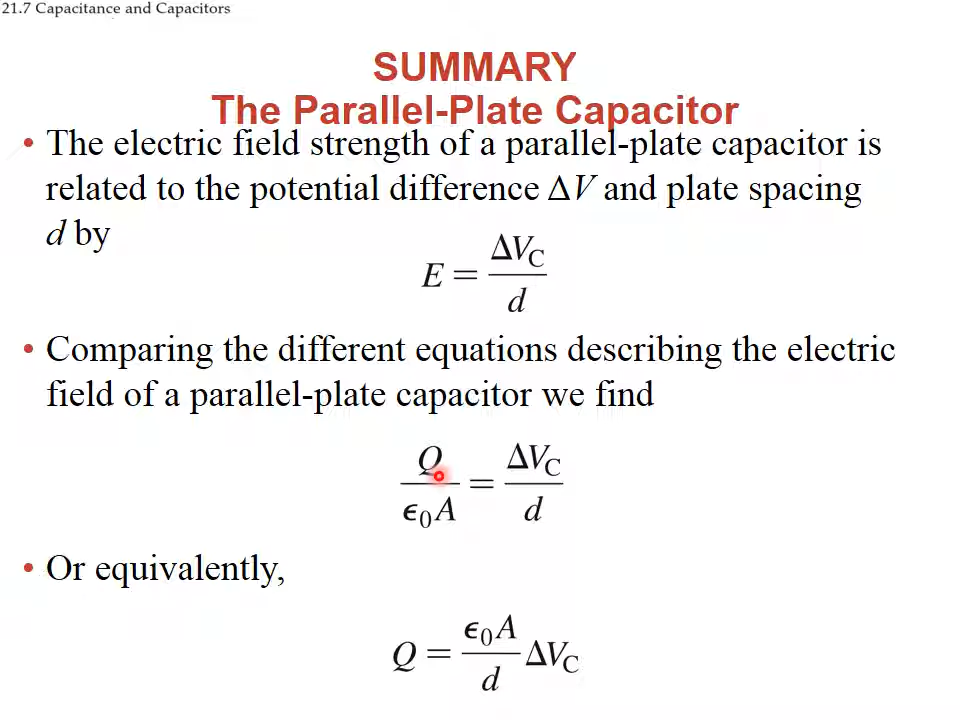 21.7 Capacitance and Capacitors
SUMMARY
The Parallel-Plate Capacitor
• The electric field strength of a parallel-plate capacitor is
related to the potential difference ΔV and plate spacing
d by
E = ΔV_C / d
• Comparing the different equations describing the electric
field of a parallel-plate capacitor we find
Q / ϵ₀A = ΔV_C / d
• Or equivalently,
Q = ϵ₀A / d ΔV_C